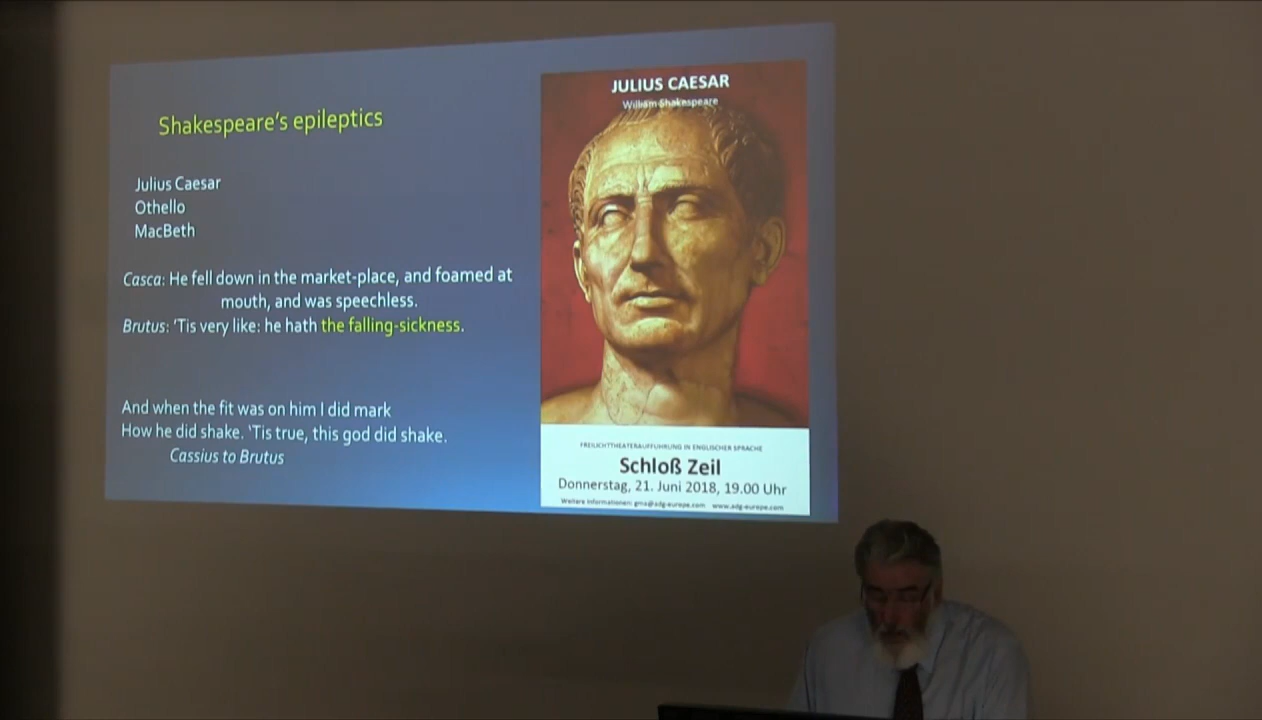 Shakespeare's epileptics
Julius Caesar
Othello
MacBeth
Casca: He fell down in the market-place, and foamed at
mouth, and was speechless.
Brutus: 'Tis very like: he hath the falling-sickness.
And when the fit was on him I did mark
How he did shake. 'Tis true, this god did shake.
Cassius to Brutus
JULIUS CAESAR
William Shakespeare
FREILICHTTHEATERAUFFÜHRUNG IN ENGLISCHER SPRACHE
Schloß Zeil
Donnerstag, 21. Juni 2018, 19.00 Uhr
Weitere Informationen: gma@adg-europe.com www.adg-europe.com